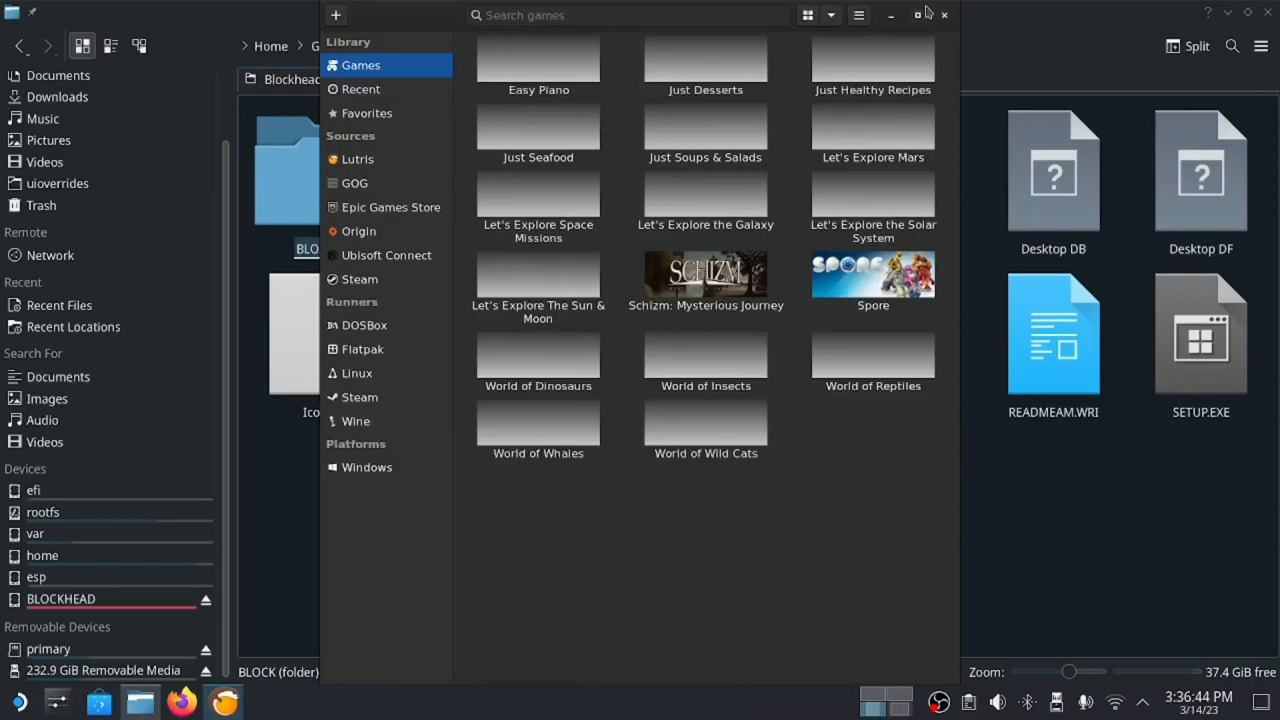 Home
G
Split
Documents
Downloads
Music
Pictures
Videos
uioverrides
Trash
Remote
Network
Recent
Recent Files
Recent Locations
Search For
Documents
Images
Audio
Videos
Devices
efi
rootfs
var
home
esp
BLOCKHEAD
Removable Devices
primary
232.9 GiB Removable Media
Blockhead
BLO
Ico
BLOCK (folder)
Search games
Library
Games
Recent
Favorites
Sources
Lutris
GOG
Epic Games Store
Origin
Ubisoft Connect
Steam
Runners
DOSBox
Flatpak
Linux
Steam
Wine
Platforms
Windows
Easy Piano
Just Desserts
Just Healthy Recipes
Just Seafood
Just Soups & Salads
Let's Explore Mars
Let's Explore Space
Missions
Let's Explore the Galaxy
Let's Explore the Solar
System
Let's Explore The Sun &
Moon
SCHIZM
Schizm: Mysterious Journey
SPORE
Spore
World of Dinosaurs
World of Insects
World of Reptiles
World of Whales
World of Wild Cats
Desktop DB
Desktop DF
READMEAM.WRI
SETUP.EXE
Zoom:
37.4 GiB free
3:36:44 PM
3/14/23